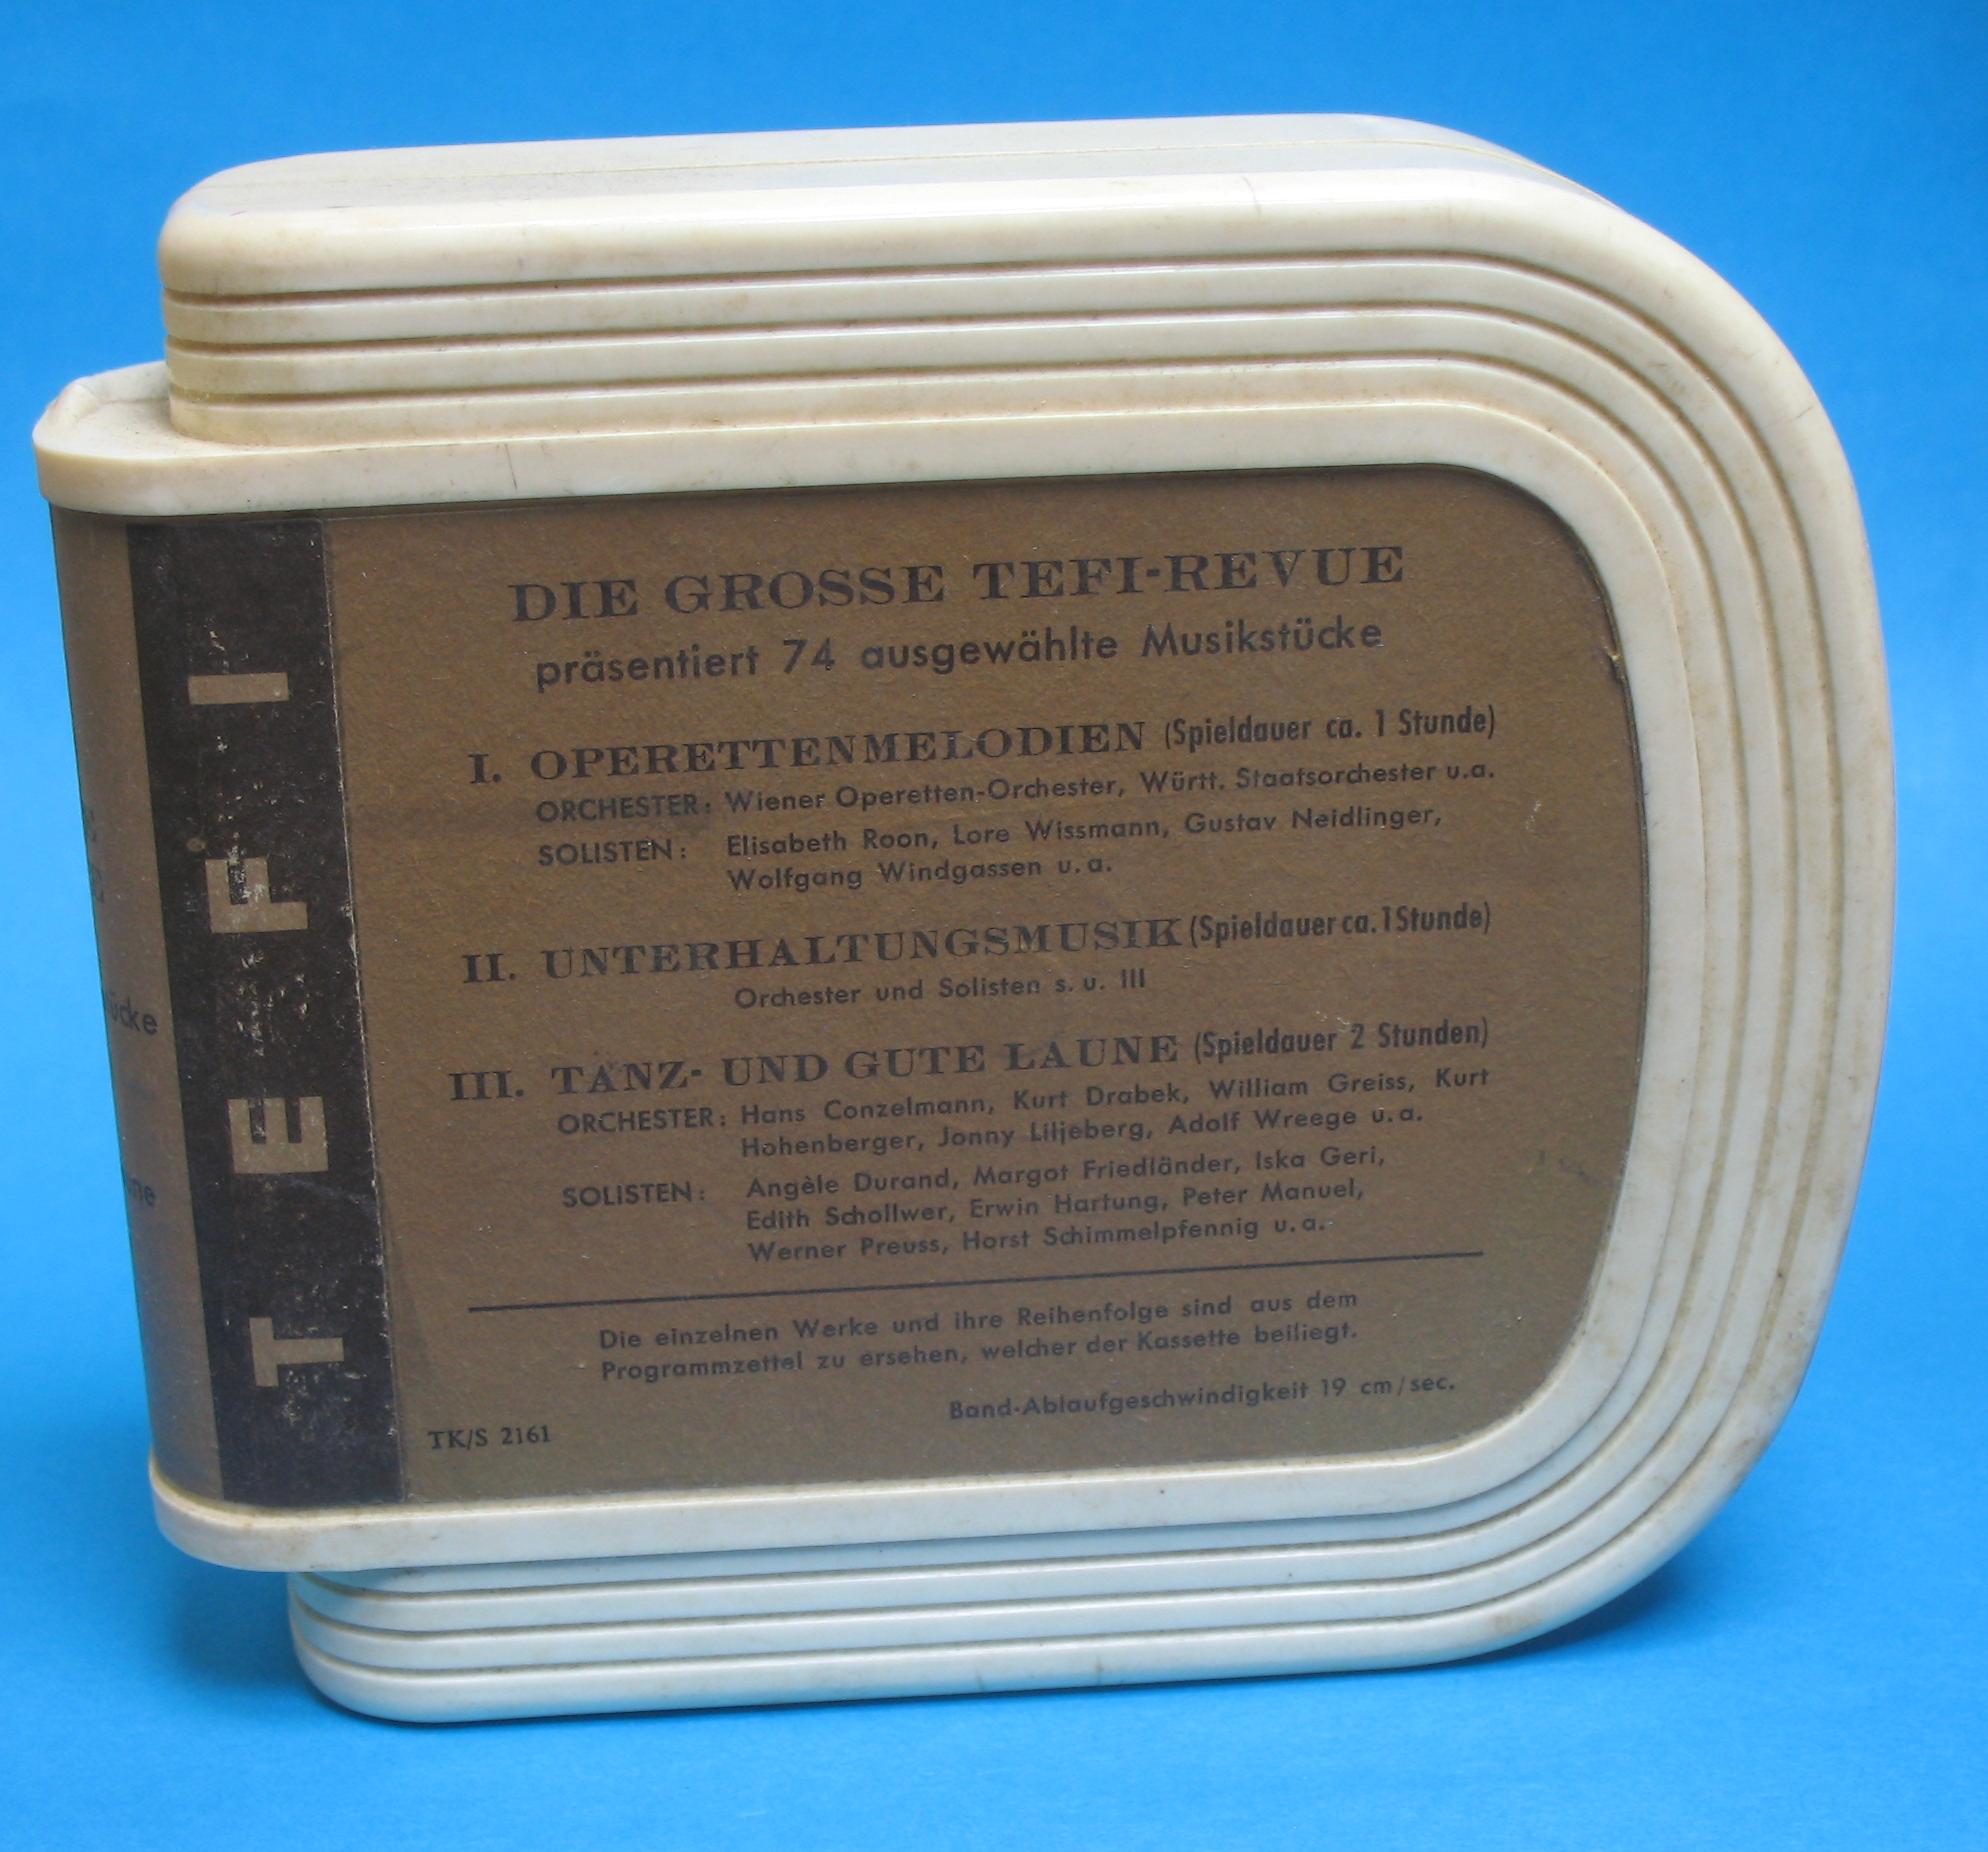 TEFI
DIE GROSSE TEFI-REVUE
präsentiert 74 ausgewählte Musikstücke
I. OPERETTENMELODIEN (Spieldauer ca. 1 Stunde)
ORCHESTER: Wiener Operetten-Orchester, Württ. Staatsorchester u.a.
SOLISTEN: Elisabeth Roon, Lore Wissmann, Gustav Neidlinger,
Wolfgang Windgassen u.a.
II. UNTERHALTUNGSMUSIK (Spieldauer ca. 1 Stunde)
Orchester und Solisten s. u. III
III. TANZ- UND GUTE LAUNE (Spieldauer 2 Stunden)
ORCHESTER: Hans Conzelmann, Kurt Drabek, William Greiss, Kurt
Hohenberger, Jonny Liljeberg, Adolf Wreege u.a.
SOLISTEN: Angèle Durand, Margot Friedländer, Iska Geri,
Edith Schollwer, Erwin Hartung, Peter Manuel,
Werner Preuss, Horst Schimmelpfennig u.a.
Die einzelnen Werke und ihre Reihenfolge sind aus dem
Programmzettel zu ersehen, welcher der Kassette beiliegt.
Band-Ablaufgeschwindigkeit 19 cm/sec.
TK/S 2161